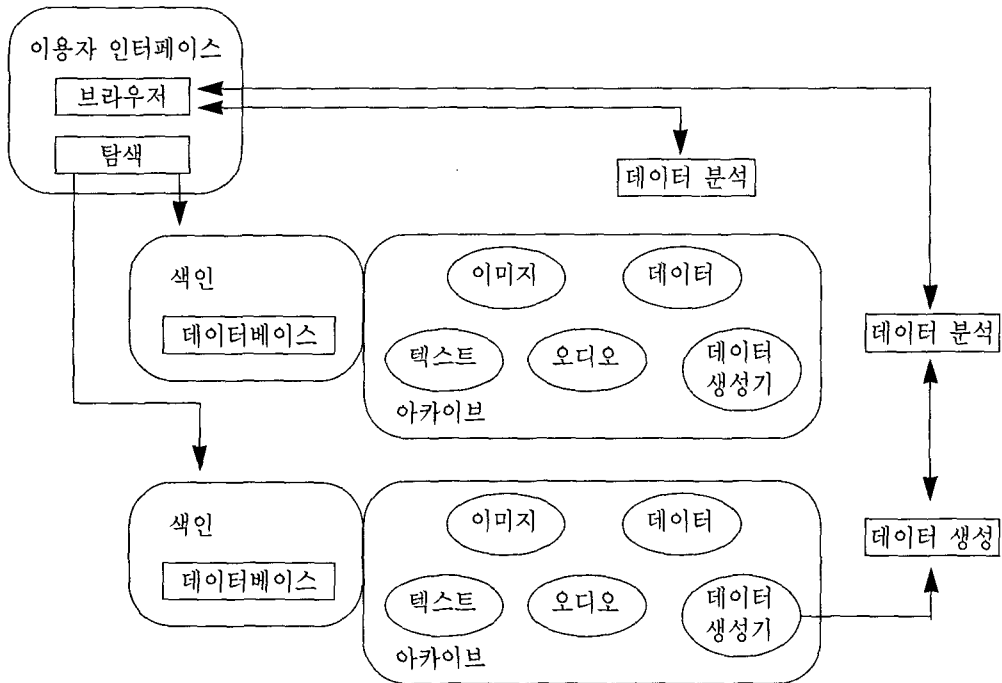 이용자 인터페이스
브라우저
탐색
데이터 분석
색인
데이터베이스
이미지
데이터
텍스트
오디오
데이터
생성기
아카이브
데이터 분석
색인
데이터베이스
이미지
데이터
텍스트
오디오
데이터
생성기
아카이브
데이터 생성